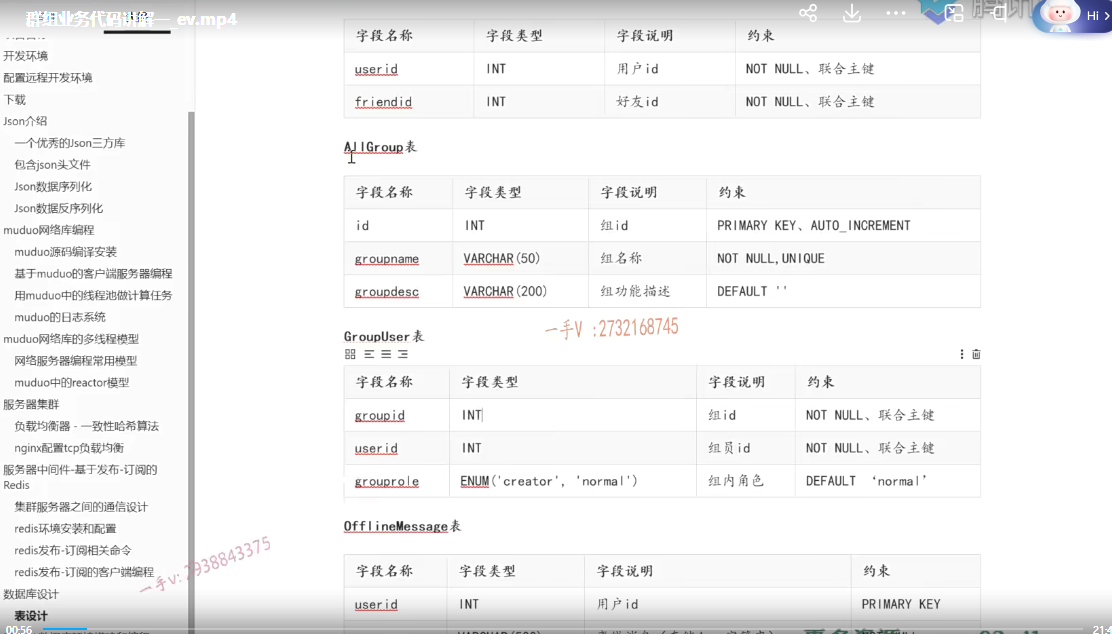 群组业务代码讲解一_ev.mp4
Hi
开发环境
配置远程开发环境
下载
Json介绍
一个优秀的Json三方库
包含json头文件
Json数据序列化
Json数据反序列化
muduo网络库编程
muduo源码编译安装
基于muduo的客户端服务器编程
用muduo中的线程池做计算任务
muduo的日志系统
muduo网络库的多线程模型
网络服务器编程常用模型
muduo中的reactor模型
服务器集群
负载均衡器 - 一致性哈希算法
nginx配置tcp负载均衡
服务器中间件-基于发布-订阅的
Redis
集群服务器之间的通信设计
redis环境安装和配置
redis发布-订阅相关命令
redis发布-订阅的客户端编程
数据库设计
表设计
00:56
字段名称 字段类型 字段说明 约束
userid INT 用户id NOT NULL、联合主键
friendid INT 好友id NOT NULL、联合主键
AllGroup表
字段名称 字段类型 字段说明 约束
id INT 组id PRIMARY KEY、AUTO_INCREMENT
groupname VARCHAR(50) 组名称 NOT NULL,UNIQUE
groupdesc VARCHAR(200) 组功能描述 DEFAULT ''
一手V :2732168745
GroupUser表
字段名称 字段类型 字段说明 约束
groupid INT 组id NOT NULL、联合主键
userid INT 组员id NOT NULL、联合主键
grouprole ENUM('creator', 'normal') 组内角色 DEFAULT ‘normal’
OfflineMessage表
一手v: 2938843375
字段名称 字段类型 字段说明 约束
userid INT 用户id PRIMARY KEY